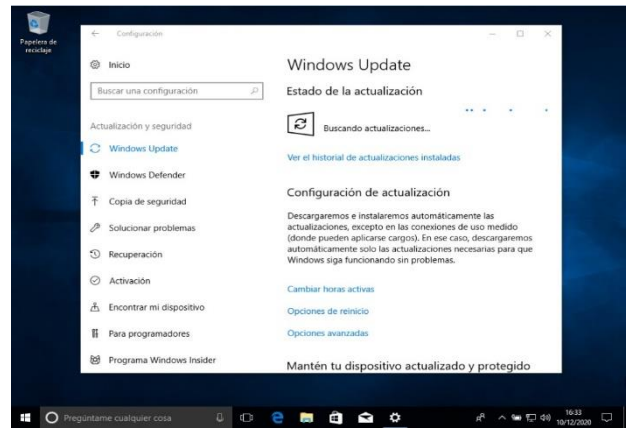 Papelera de
reciclaje
Configuración
Inicio
Buscar una configuración
Actualización y seguridad
Windows Update
Windows Defender
Copia de seguridad
Solucionar problemas
Recuperación
Activación
Encontrar mi dispositivo
Para programadores
Programa Windows Insider
Windows Update
Estado de la actualización
Buscando actualizaciones...
Ver el historial de actualizaciones instaladas
Configuración de actualización
Descargaremos e instalaremos automáticamente las
actualizaciones, excepto en las conexiones de uso medido
(donde pueden aplicarse cargos). En ese caso, descargaremos
automáticamente solo las actualizaciones necesarias para que
Windows siga funcionando sin problemas.
Cambiar horas activas
Opciones de reinicio
Opciones avanzadas
Mantén tu dispositivo actualizado y protegido
Pregúntame cualquier cosa
16:33
10/12/2020